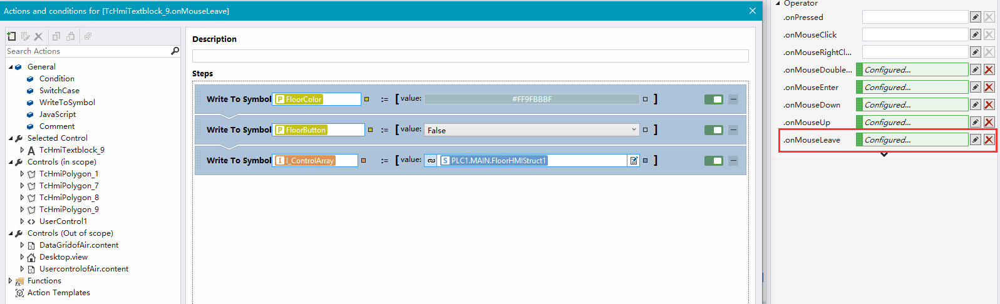 Actions and conditions for [TcHmiTextblock_9.onMouseLeave]
Search Actions
General
Condition
SwitchCase
WriteToSymbol
JavaScript
Comment
Selected Control
TcHmiTextblock_9
Controls (in scope)
TcHmiPolygon_1
TcHmiPolygon_7
TcHmiPolygon_8
TcHmiPolygon_9
UserControl1
Controls (Out of scope)
DataGridofAir.content
Desktop.view
UsercontrolofAir.content
Functions
Action Templates
Description
Steps
Write To Symbol P FloorColor := [ value: #FF9FBBBF ]
Write To Symbol P FloorButton := [ value: False ]
Write To Symbol I I_ControlArray := [ value: S PLC1.MAIN.FloorHMIStruct1 ]
Operator
.onPressed
.onMouseClick
.onMouseRightCl...
.onMouseDouble... Configured...
.onMouseEnter Configured...
.onMouseDown Configured...
.onMouseUp Configured...
.onMouseLeave Configured...